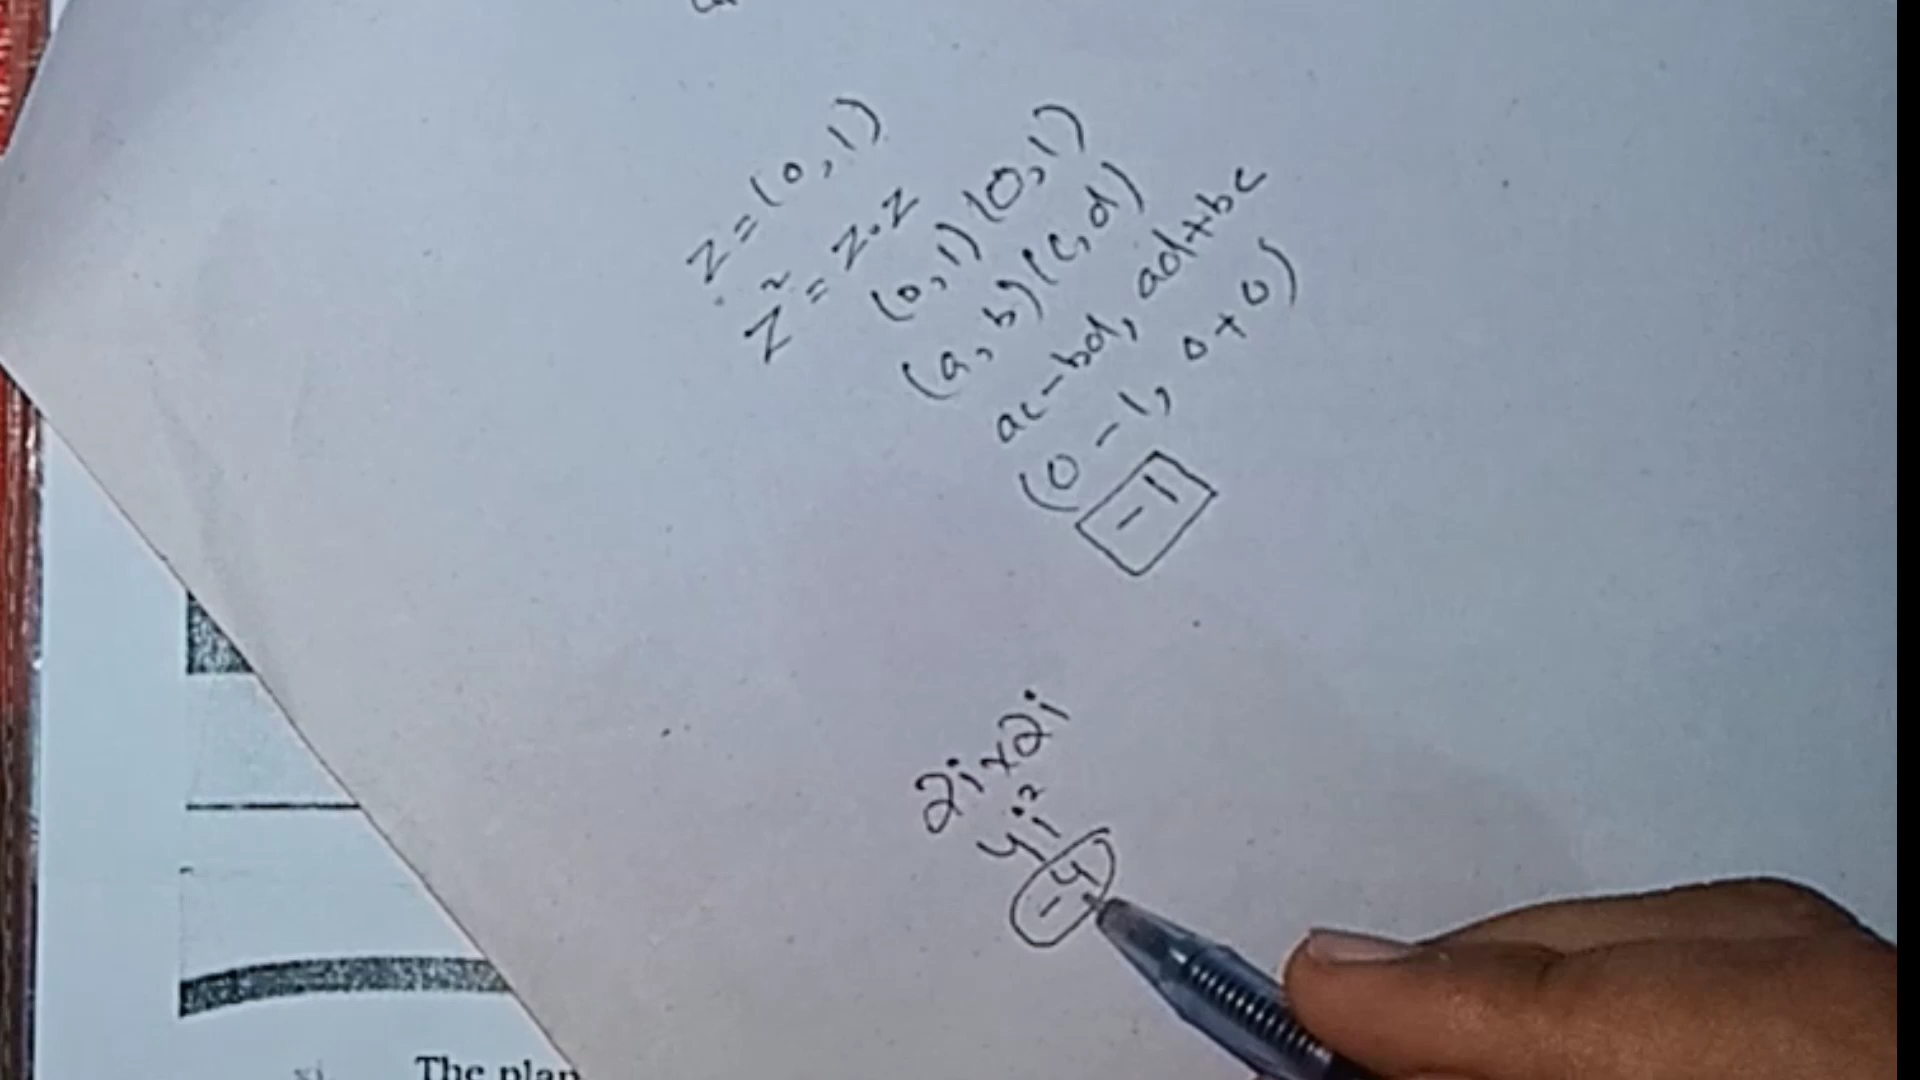 z = (0,1)
z² = z·z
(0,1)(0,1)
(a,b)(c,d)
ac-bd, ad+bc
(0-1, 0+0)
-1
2i×2i
4i²
-4
xi
The plan